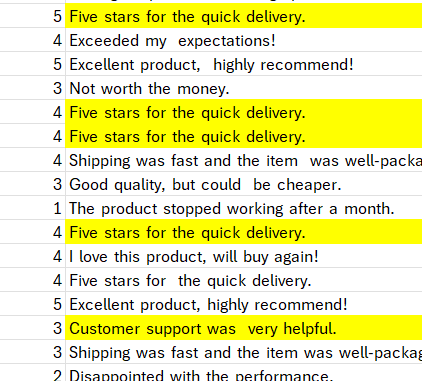 5 Five stars for the quick delivery.
4 Exceeded my  expectations!
5 Excellent product,  highly recommend!
3 Not worth the money.
4 Five stars for the quick delivery.
4 Five stars for the quick delivery.
4 Shipping was fast and the item  was well-packa
3 Good quality, but could  be cheaper.
1 The product stopped working after a month.
4 Five stars for the quick delivery.
4 I love this product, will buy again!
4 Five stars for  the quick delivery.
5 Excellent product, highly recommend!
3 Customer support was  very helpful.
3 Shipping was fast and the item was well-packag
2 Disappointed with the performance.